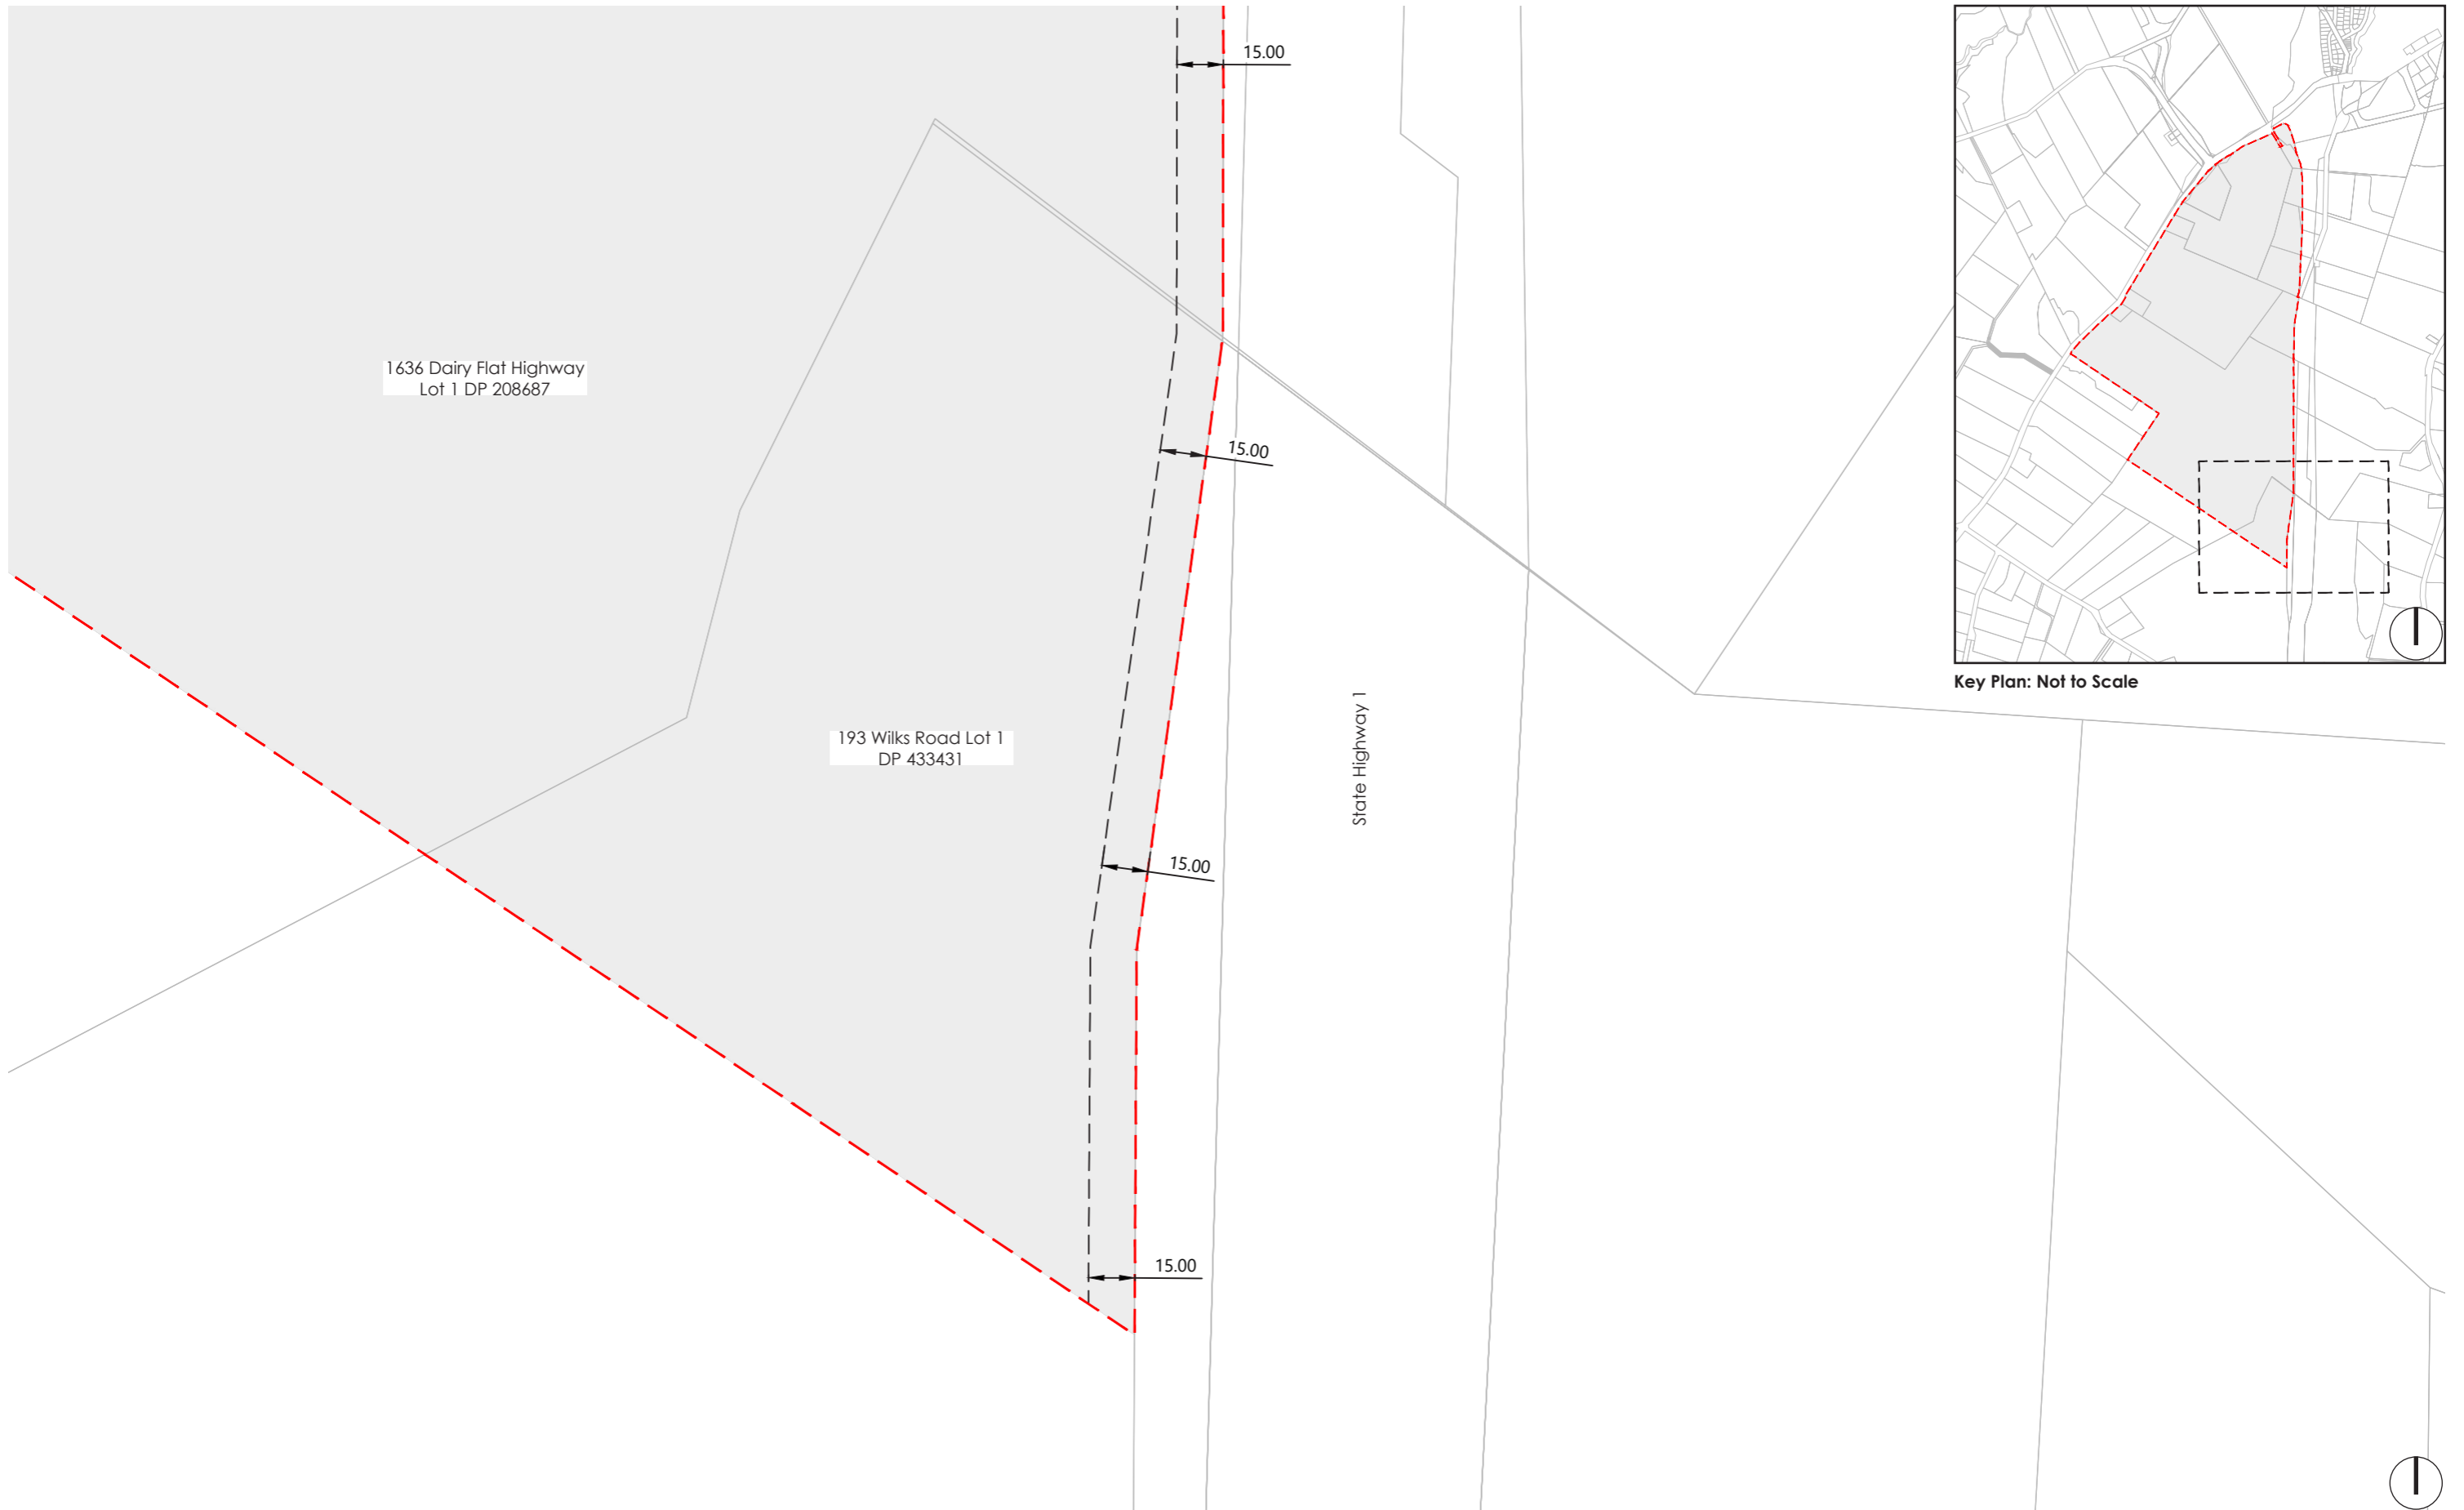 15.00
1636 Dairy Flat Highway
Lot 1 DP 208687
15.00
Key Plan: Not to Scale
193 Wilks Road Lot 1
DP 433431
State Highway 1
15.00
15.00